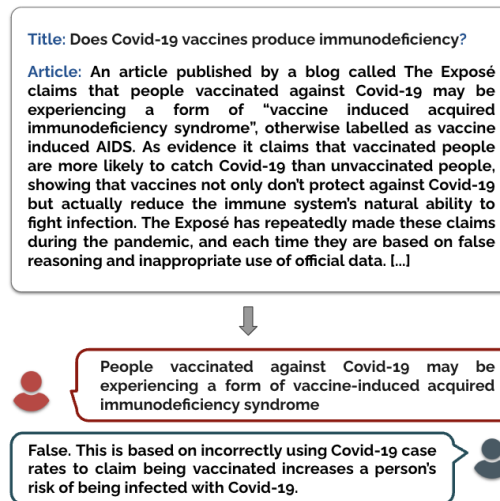 Title: Does Covid-19 vaccines produce immunodeficiency?
Article: An article published by a blog called The Exposé
claims that people vaccinated against Covid-19 may be
experiencing a form of “vaccine induced acquired
immunodeficiency syndrome”, otherwise labelled as vaccine
induced AIDS. As evidence it claims that vaccinated people
are more likely to catch Covid-19 than unvaccinated people,
showing that vaccines not only don’t protect against Covid-19
but actually reduce the immune system’s natural ability to
fight infection. The Exposé has repeatedly made these claims
during the pandemic, and each time they are based on false
reasoning and inappropriate use of official data. [...]
People vaccinated against Covid-19 may be
experiencing a form of vaccine-induced acquired
immunodeficiency syndrome
False. This is based on incorrectly using Covid-19 case
rates to claim being vaccinated increases a person’s
risk of being infected with Covid-19.